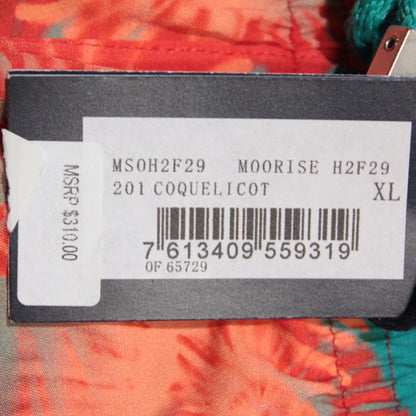 MSOH2F29 MOORISE H2F29
201 COQUELICOT XL
7 613409 559319
OF 65729
MSRP $310.00